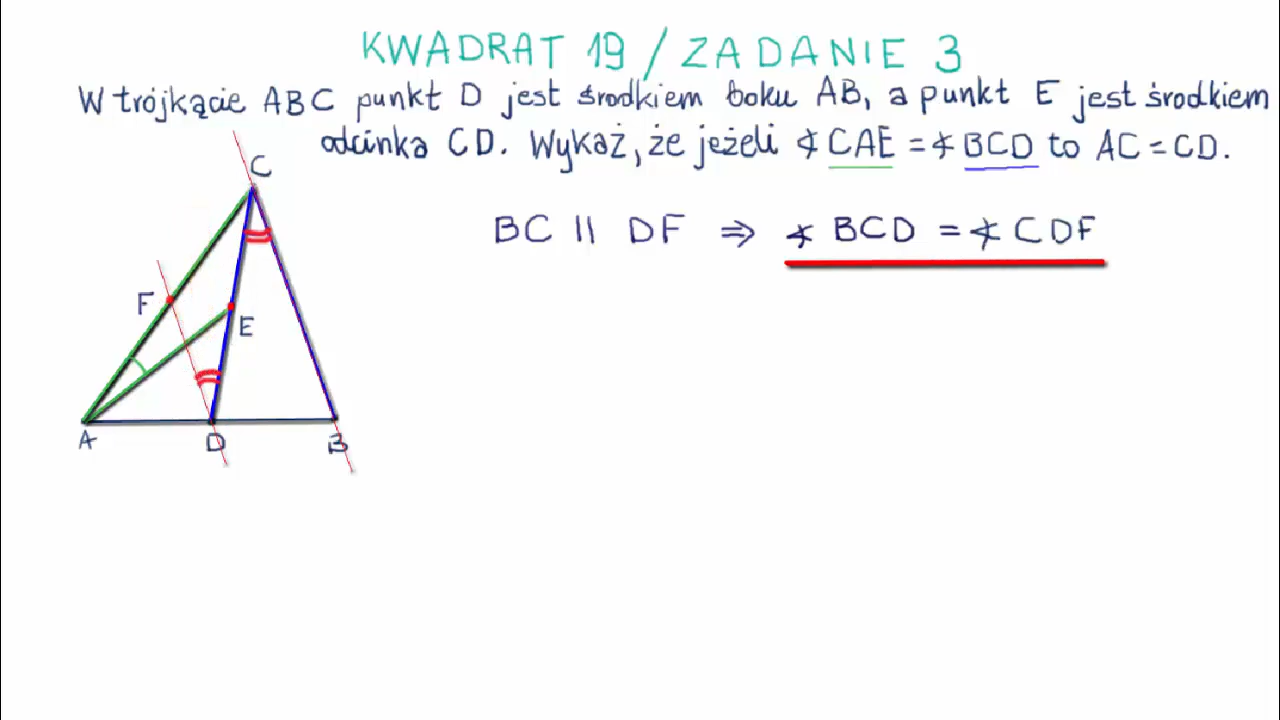 KWADRAT 19 / ZADANIE 3
W trójkącie ABC punkt D jest środkiem boku AB, a punkt E jest środkiem
odcinka CD. Wykaż, że jeżeli ∢ CAE = ∢ BCD to AC = CD.
C
BC || DF ⇒ ∢ BCD = ∢ CDF
F
E
A D B